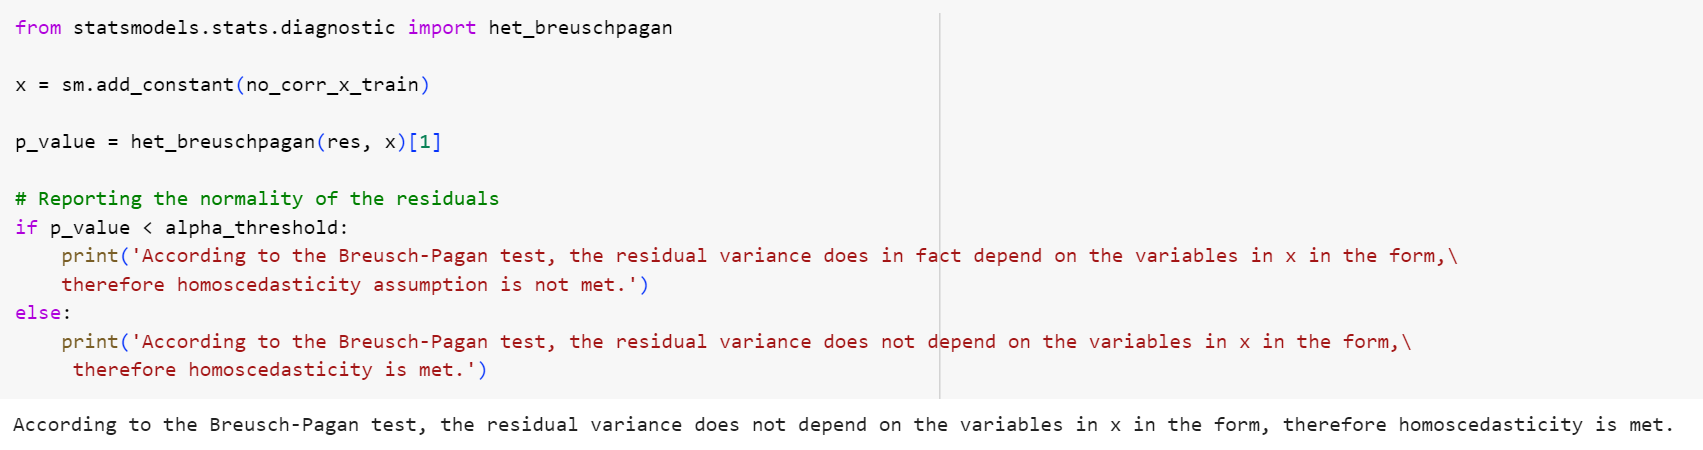 from statsmodels.stats.diagnostic import het_breuschpagan
x = sm.add_constant(no_corr_x_train)
p_value = het_breuschpagan(res, x)[1]
# Reporting the normality of the residuals
if p_value < alpha_threshold:
    print('According to the Breusch-Pagan test, the residual variance does in fact depend on the variables in x in the form,\
    therefore homoscedasticity assumption is not met.')
else:
    print('According to the Breusch-Pagan test, the residual variance does not depend on the variables in x in the form,\
     therefore homoscedasticity is met.')
According to the Breusch-Pagan test, the residual variance does not depend on the variables in x in the form, therefore homoscedasticity is met.